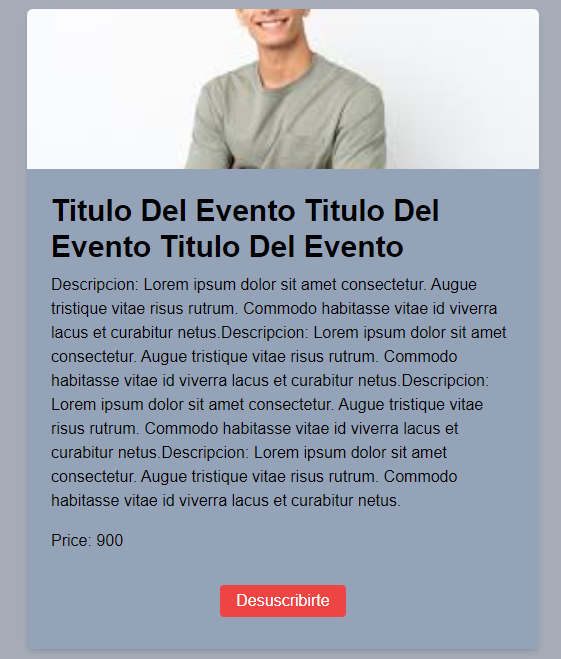 Titulo Del Evento Titulo Del
Evento Titulo Del Evento
Descripcion: Lorem ipsum dolor sit amet consectetur. Augue
tristique vitae risus rutrum. Commodo habitasse vitae id viverra
lacus et curabitur netus.Descripcion: Lorem ipsum dolor sit amet
consectetur. Augue tristique vitae risus rutrum. Commodo
habitasse vitae id viverra lacus et curabitur netus.Descripcion:
Lorem ipsum dolor sit amet consectetur. Augue tristique vitae
risus rutrum. Commodo habitasse vitae id viverra lacus et
curabitur netus.Descripcion: Lorem ipsum dolor sit amet
consectetur. Augue tristique vitae risus rutrum. Commodo
habitasse vitae id viverra lacus et curabitur netus.
Price: 900
Desuscribirte